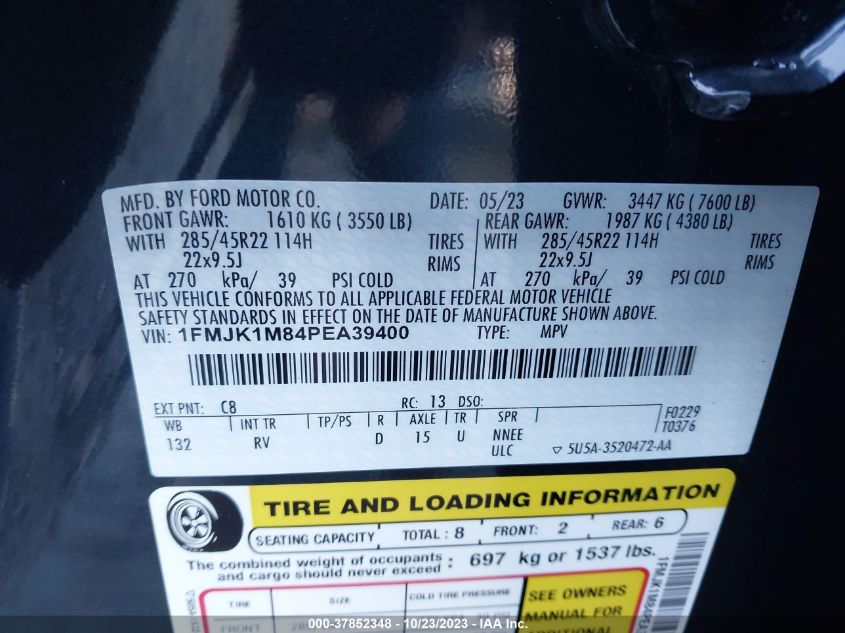 MFD. BY FORD MOTOR CO. DATE: 05/23 GVWR: 3447 KG (7600 LB)
FRONT GAWR: 1610 KG (3550 LB) REAR GAWR: 1987 KG (4380 LB)
WITH 285/45R22 114H TIRES WITH 285/45R22 114H TIRES
22x9.5J RIMS 22x9.5J RIMS
AT 270 kPa/ 39 PSI COLD AT 270 kPa/ 39 PSI COLD
THIS VEHICLE CONFORMS TO ALL APPLICABLE FEDERAL MOTOR VEHICLE
SAFETY STANDARDS IN EFFECT ON THE DATE OF MANUFACTURE SHOWN ABOVE.
VIN: 1FMJK1M84PEA39400 TYPE: MPV
EXT PNT: C8 RC: 13 DSO:
WB INT TR TP/PS R AXLE TR SPR F0229
132 RV D 15 U NNEE T0376
ULC ▽ 5U5A-3520472-AA
TIRE AND LOADING INFORMATION
SEATING CAPACITY TOTAL : 8 FRONT: 2 REAR: 6
The combined weight of occupants
and cargo should never exceed : 697 kg or 1537 lbs.
TIRE SIZE COLD TIRE PRESSURE SEE OWNERS
FRONT MANUAL FOR
ADDITIONAL
000-37852348 - 10/23/2023 - IAA Inc.